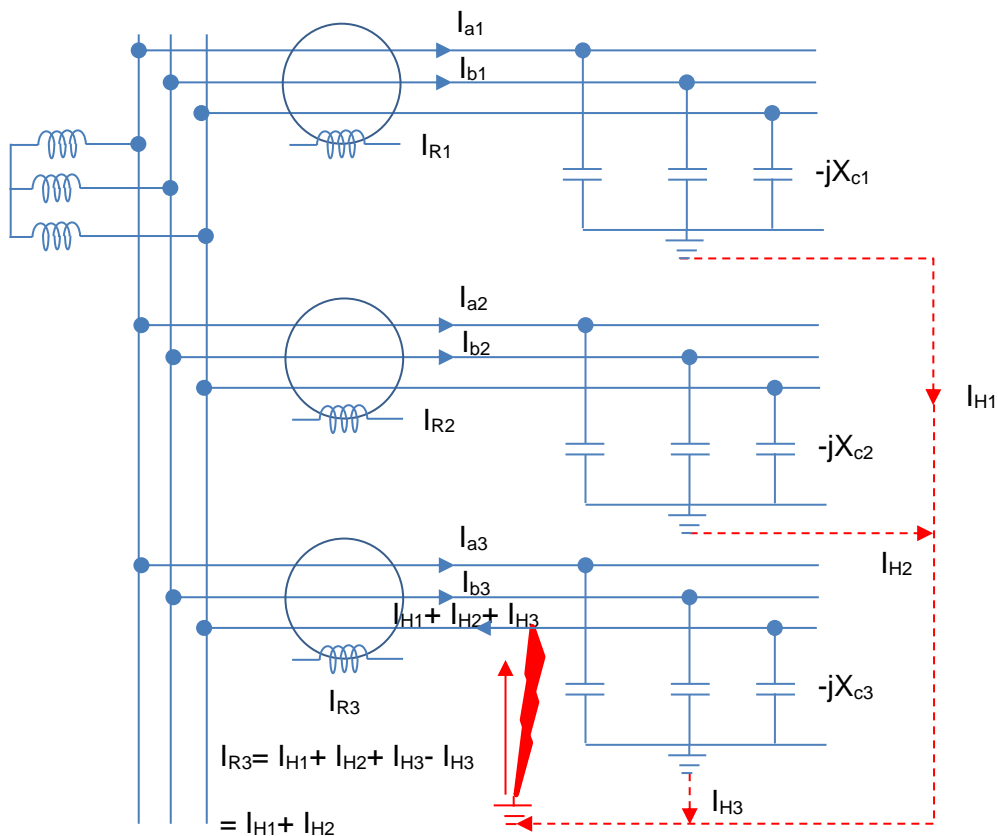 Ia1
Ib1
IR1
-jXc1
Ia2
Ib2
IH1
IR2
-jXc2
Ia3
IH2
Ib3
IH1+ IH2+ IH3
-jXc3
IR3
IR3= IH1+ IH2+ IH3- IH3
IH3
= IH1+ IH2